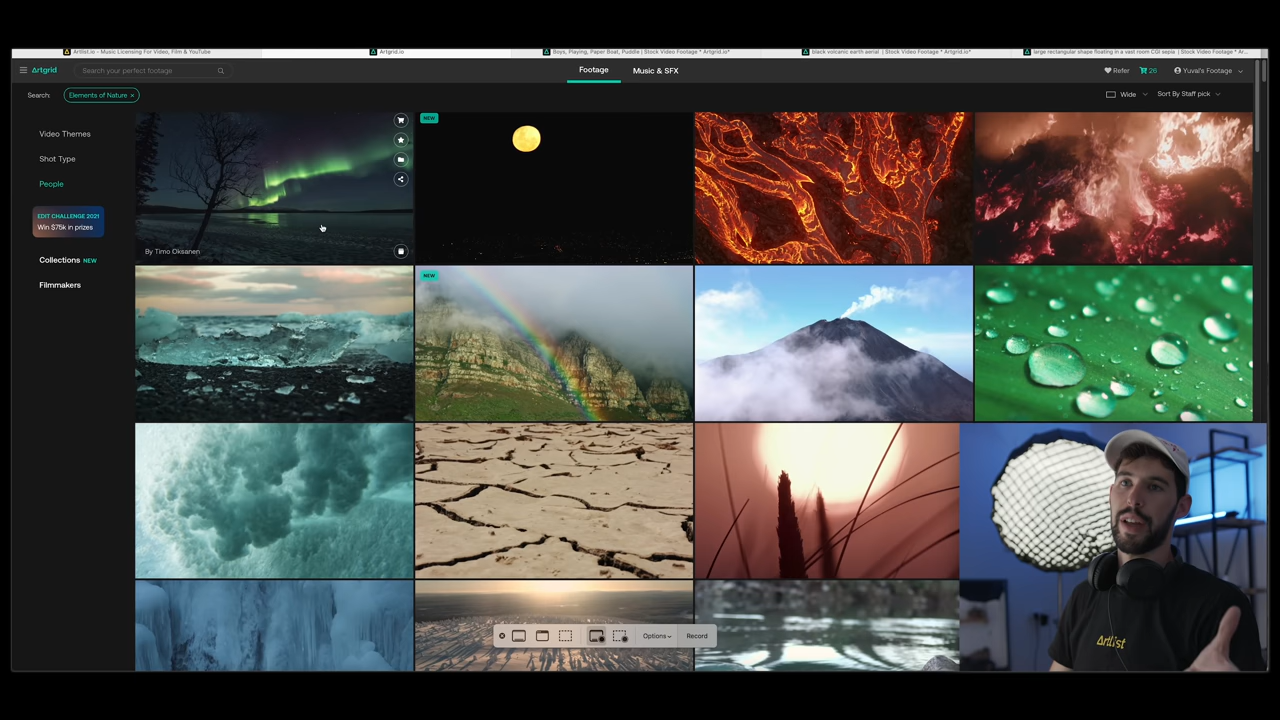 Artlist.io - Music Licensing For Video, Film & YouTube
Artgrid.io
Boys, Playing, Paper Boat, Puddle | Stock Video Footage * Artgrid.io*
black volcanic earth aerial | Stock Video Footage * Artgrid.io*
large rectangular shape floating in a vast room CGI sepia | Stock Video Footage * Ar...
Artgrid
Search your perfect footage
Footage
Music & SFX
Refer
26
Yuval's Footage
Search:
Elements of Nature ×
Wide
Sort By Staff pick
Video Themes
Shot Type
People
EDIT CHALLENGE 2021
Win $75k in prizes
Collections NEW
Filmmakers
NEW
By Timo Oksanen
NEW
Options
Record
Artlist